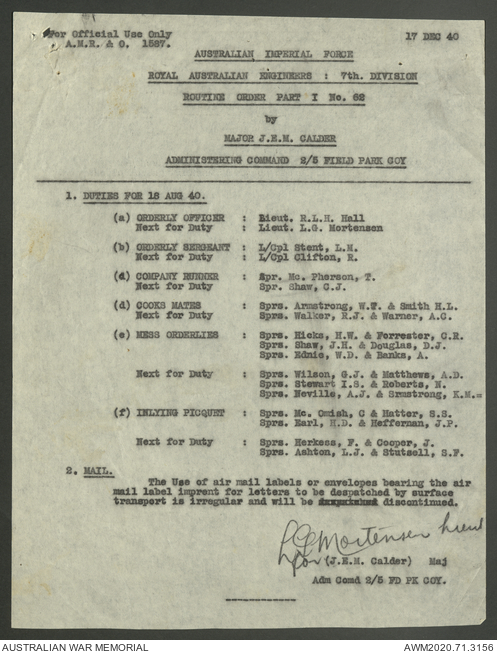 For Official Use Only 17 DEC 40
A.M.R. & O. 1587.
AUSTRALIAN IMPERIAL FORCE
ROYAL AUSTRALIAN ENGINEERS : 7th. DIVISION
ROUTINE ORDER PART I No. 62
by
MAJOR J.E.M. CALDER
ADMINISTERING COMMAND 2/5 FIELD PARK COY
1. DUTIES FOR 18 AUG 40.
(a) ORDERLY OFFICER : Lieut. R.L.H. Hall
Next for Duty : Lieut. L.G. Mortensen
(b) ORDERLY SERGEANT : L/Cpl Stent, L.M.
Next for Duty : L/Cpl Clifton, R.
(d) COMPANY RUNNER : Spr. Mc. Pherson, T.
Next for Duty : Spr. Shaw, C.J.
(d) COOKS MATES : Sprs. Armstrong, W.T. & Smith H.L.
Next for Duty : Sprs. Walker, R.J. & Warner, A.C.
(e) MESS ORDERLIES : Sprs. Hicks, H.W. & Forrester, C.R.
Sprs. Shaw, J.H. & Douglas, D.J.
Sprs. Ednie, W.D. & Banks, A.
Next for Duty : Sprs. Wilson, G.J. & Matthews, A.D.
Sprs. Stewart I.S. & Roberts, N.
Sprs. Neville, A.J. & Srmstrong, K.M.=
(f) INLYING PICQUET : Sprs. Mc. Omish, C & Hatter, S.S.
Sprs. Earl, H.D. & Heffernan, J.P.
Next for Duty : Sprs. Herkess, F. & Cooper, J.
Sprs. Ashton, L.J. & Stutsell, S.F.
2. MAIL.
The Use of air mail labels or envelopes bearing the air
mail label imprent for letters to be despatched by surface
transport is irregular and will be discontinued.
LG Mortensen Lieut
for (J.E.M. Calder) Maj
Adm Comd 2/5 FD PK COY.
AUSTRALIAN WAR MEMORIAL AWM2020.71.3156